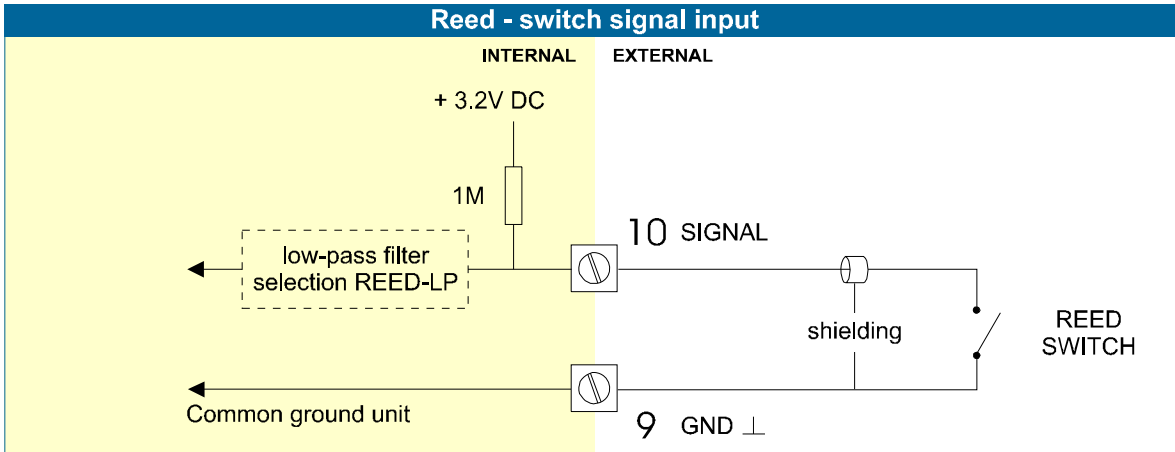 Reed - switch signal input
INTERNAL
EXTERNAL
+ 3.2V DC
1M
10 SIGNAL
low-pass filter
selection REED-LP
shielding
REED
SWITCH
Common ground unit
9 GND ⊥